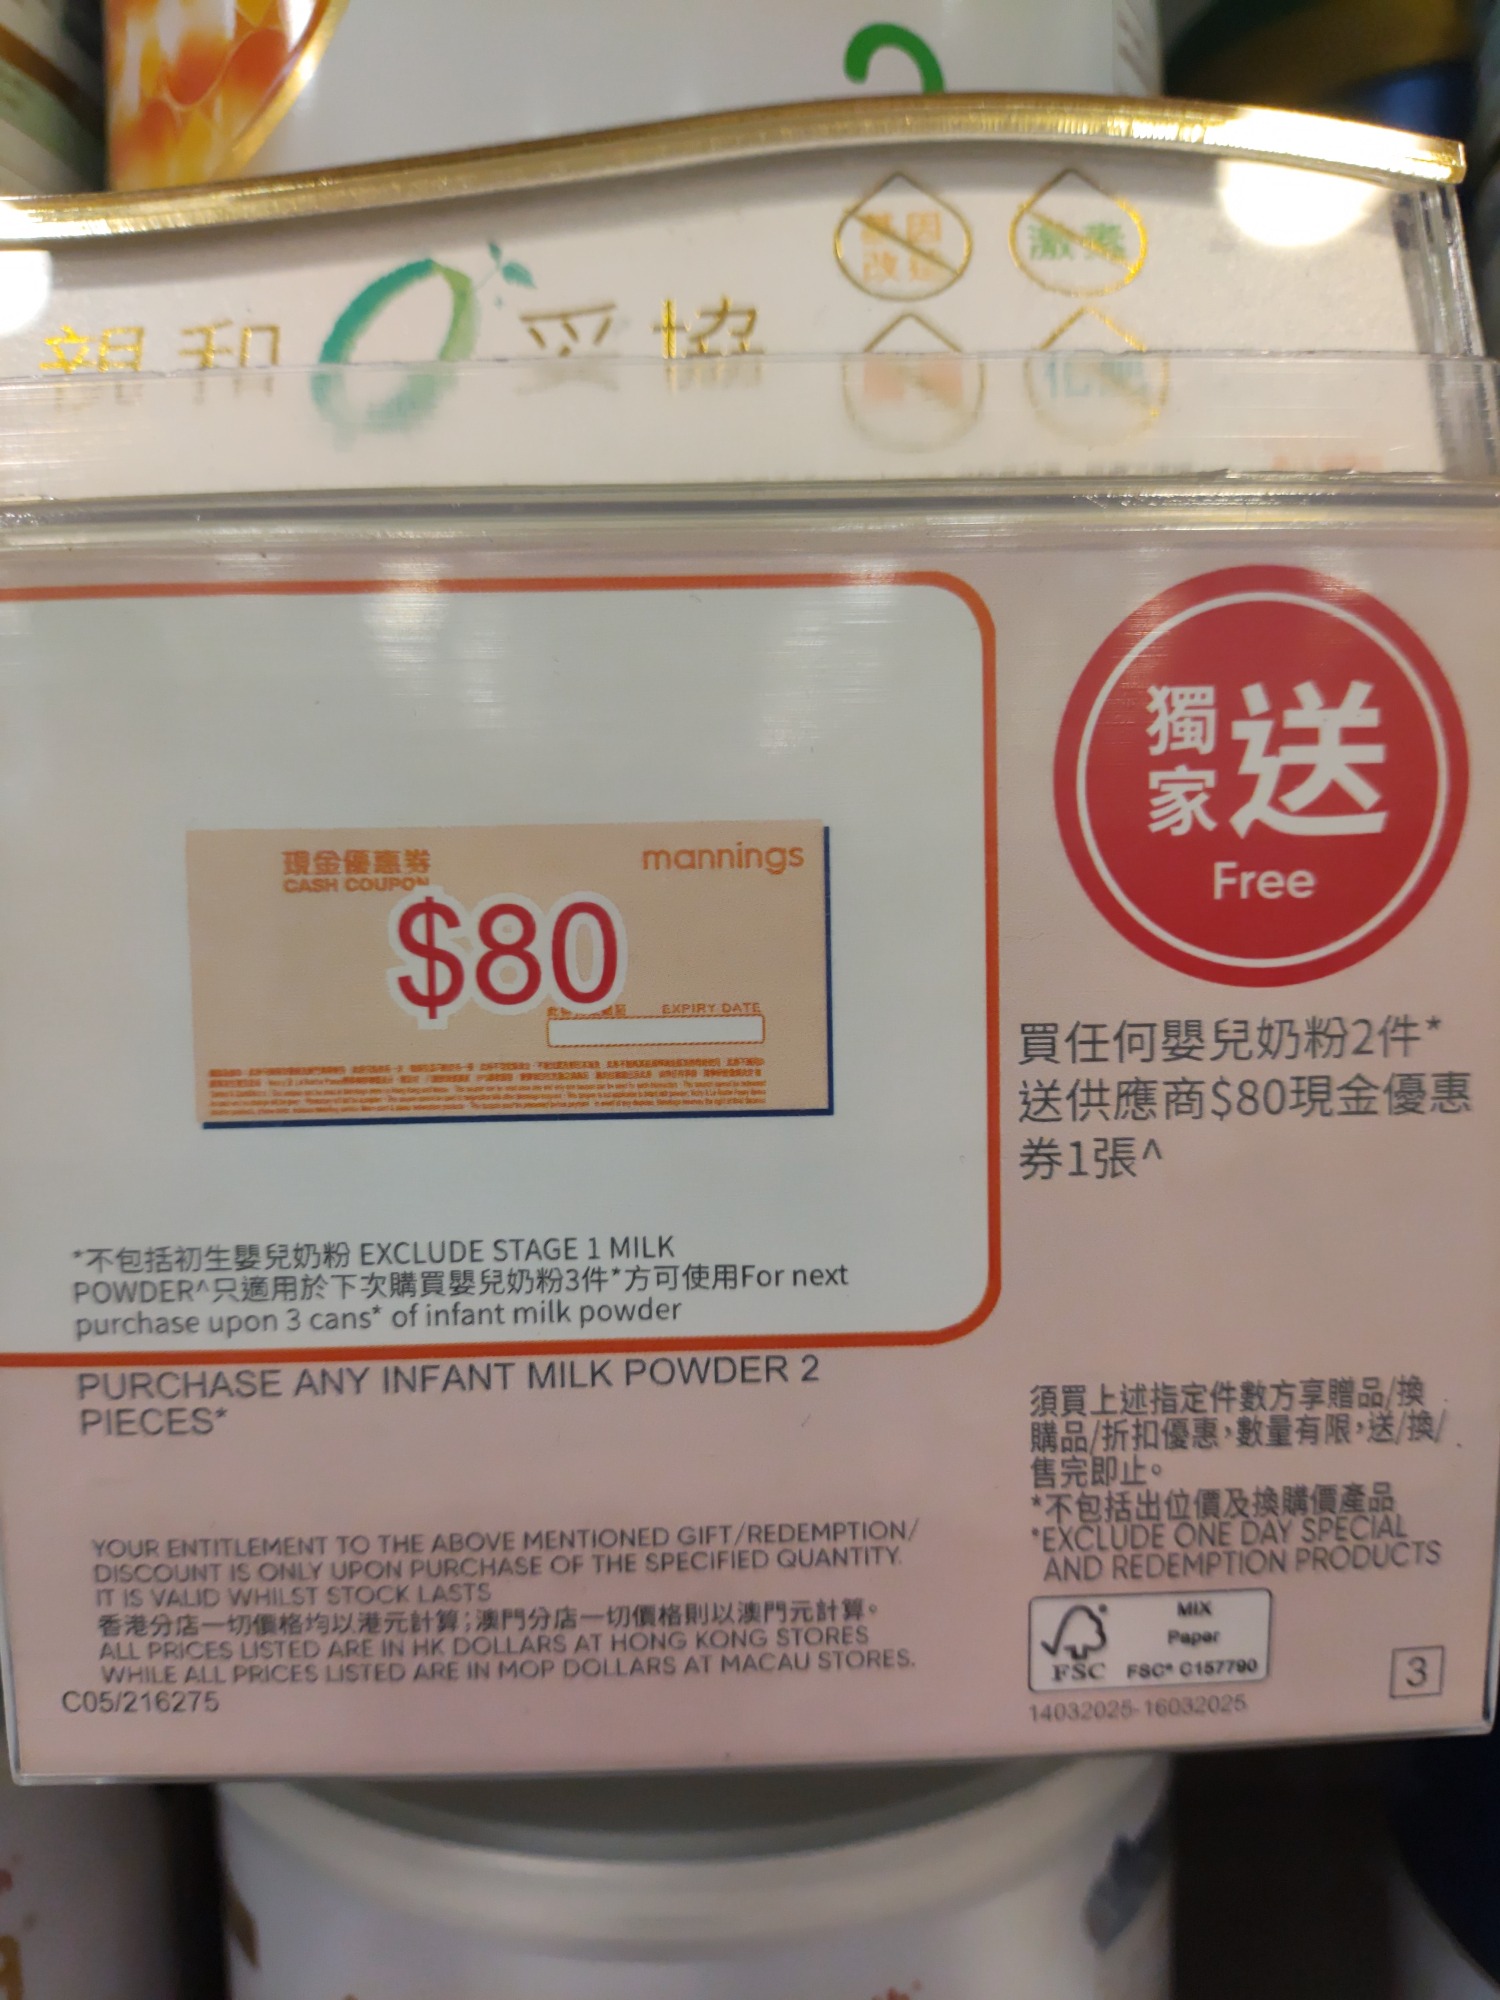 基因
改造
激素
親和
妥協
化肥
獨家
送
Free
現金優惠券
CASH COUPON
mannings
$80
EXPIRY DATE
買任何嬰兒奶粉2件*
送供應商$80現金優惠
券1張^
*不包括初生嬰兒奶粉 EXCLUDE STAGE 1 MILK
POWDER^只適用於下次購買嬰兒奶粉3件*方可使用For next
purchase upon 3 cans* of infant milk powder
PURCHASE ANY INFANT MILK POWDER 2
PIECES*
YOUR ENTITLEMENT TO THE ABOVE MENTIONED GIFT/REDEMPTION/
DISCOUNT IS ONLY UPON PURCHASE OF THE SPECIFIED QUANTITY.
IT IS VALID WHILST STOCK LASTS
香港分店一切價格均以港元計算；澳門分店一切價格則以澳門元計算。
ALL PRICES LISTED ARE IN HK DOLLARS AT HONG KONG STORES
WHILE ALL PRICES LISTED ARE IN MOP DOLLARS AT MACAU STORES.
C05/216275
須買上述指定件數方享贈品/換
購品/折扣優惠，數量有限，送/換/
售完即止。
*不包括出位價及換購價產品
*EXCLUDE ONE DAY SPECIAL
AND REDEMPTION PRODUCTS
MIX
Paper
FSC
FSC® C157790
3
14032025-16032025